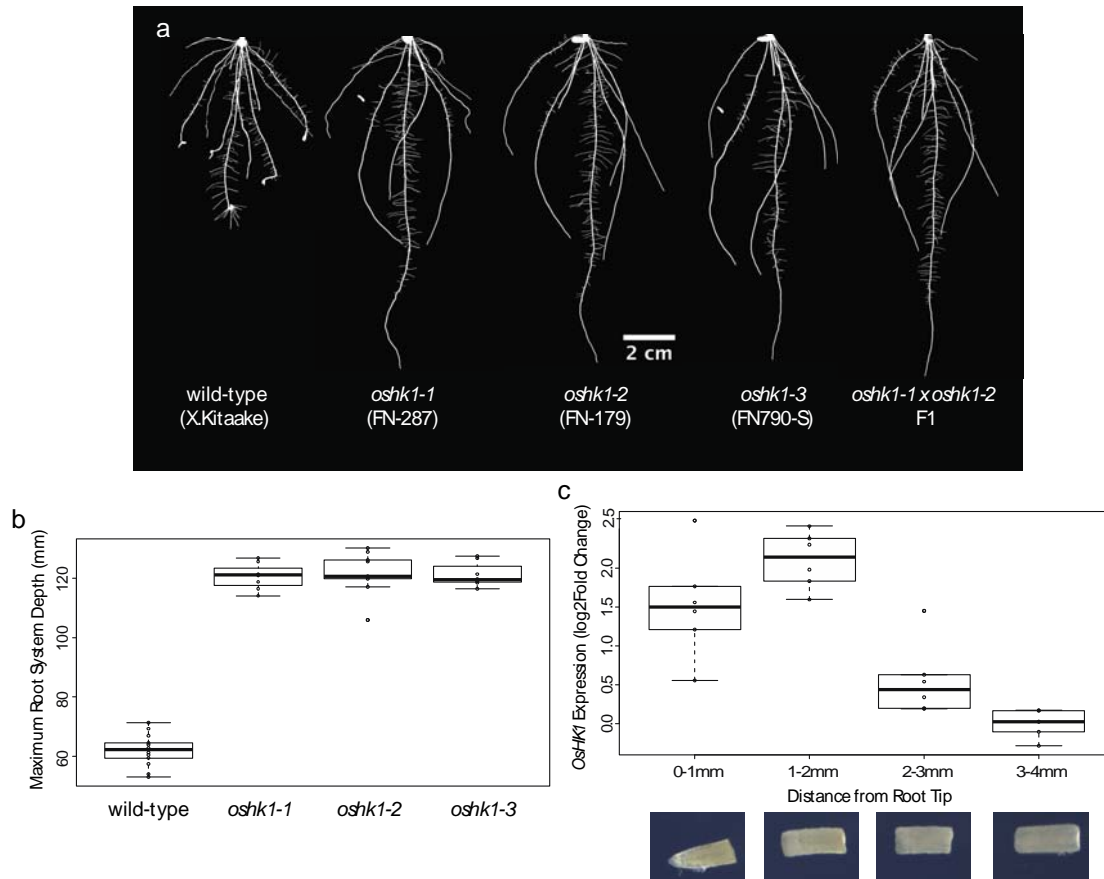 a
2 cm
wild-type
(X.Kitaake)
oshk1-1
(FN-287)
oshk1-2
(FN-179)
oshk1-3
(FN790-S)
oshk1-1 x oshk1-2
F1
b
Maximum Root System Depth (mm)
120
100
80
60
wild-type
oshk1-1
oshk1-2
oshk1-3
c
OsHK1 Expression (log2Fold Change)
2.5
2.0
1.5
1.0
0.5
0.0
0-1mm
1-2mm
2-3mm
3-4mm
Distance from Root Tip